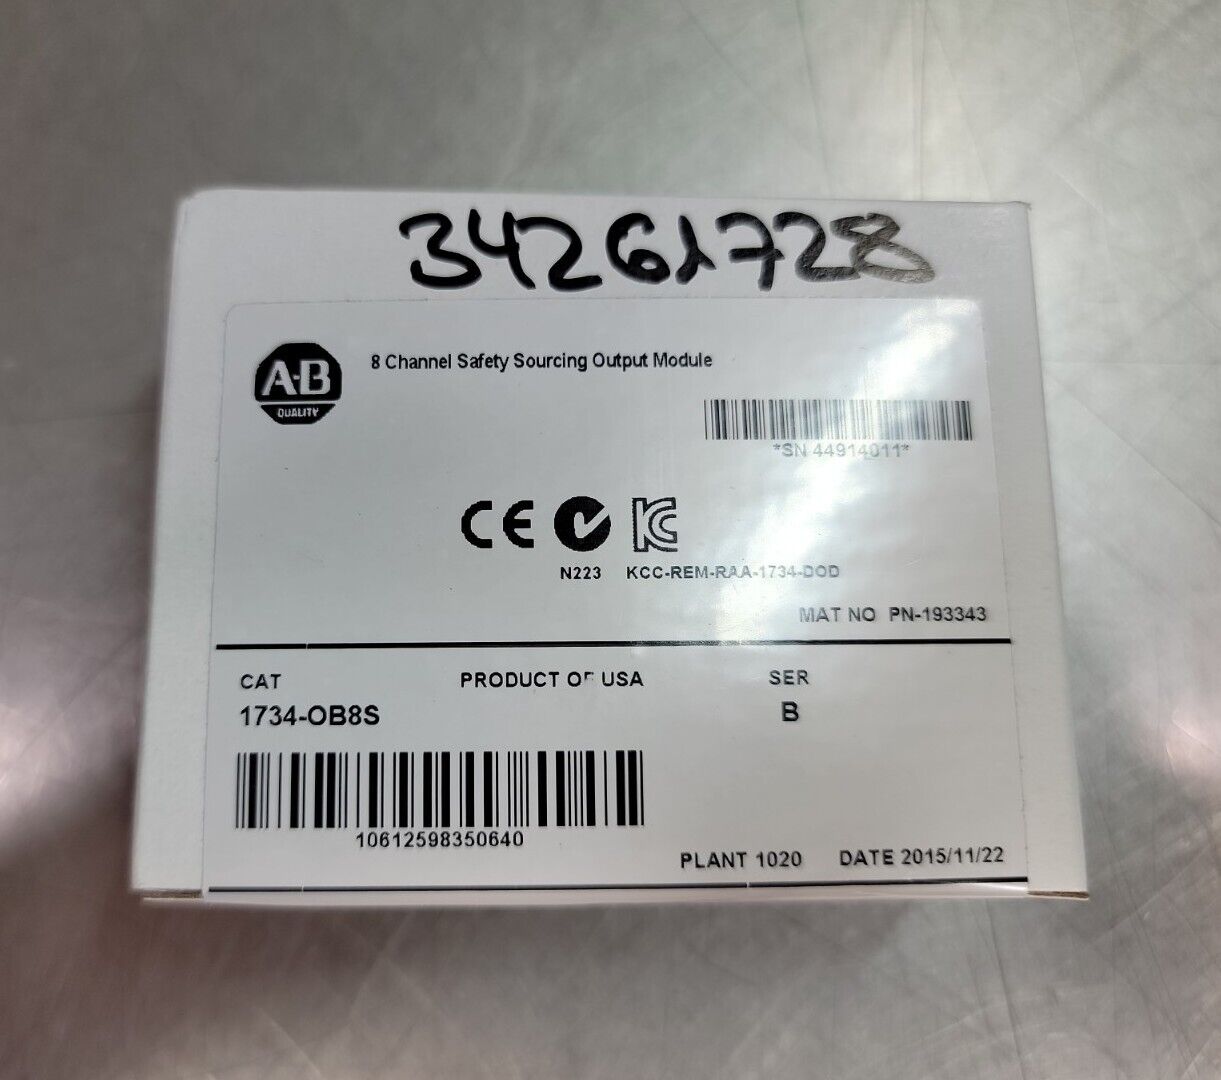 34261728
A-B
QUALITY
8 Channel Safety Sourcing Output Module
*SN 44914011*
CE
KC
N223 KCC-REM-RAA-1734-DOD
MAT NO PN-193343
CAT PRODUCT OF USA SER
1734-OB8S B
10612598350640
PLANT 1020 DATE 2015/11/22